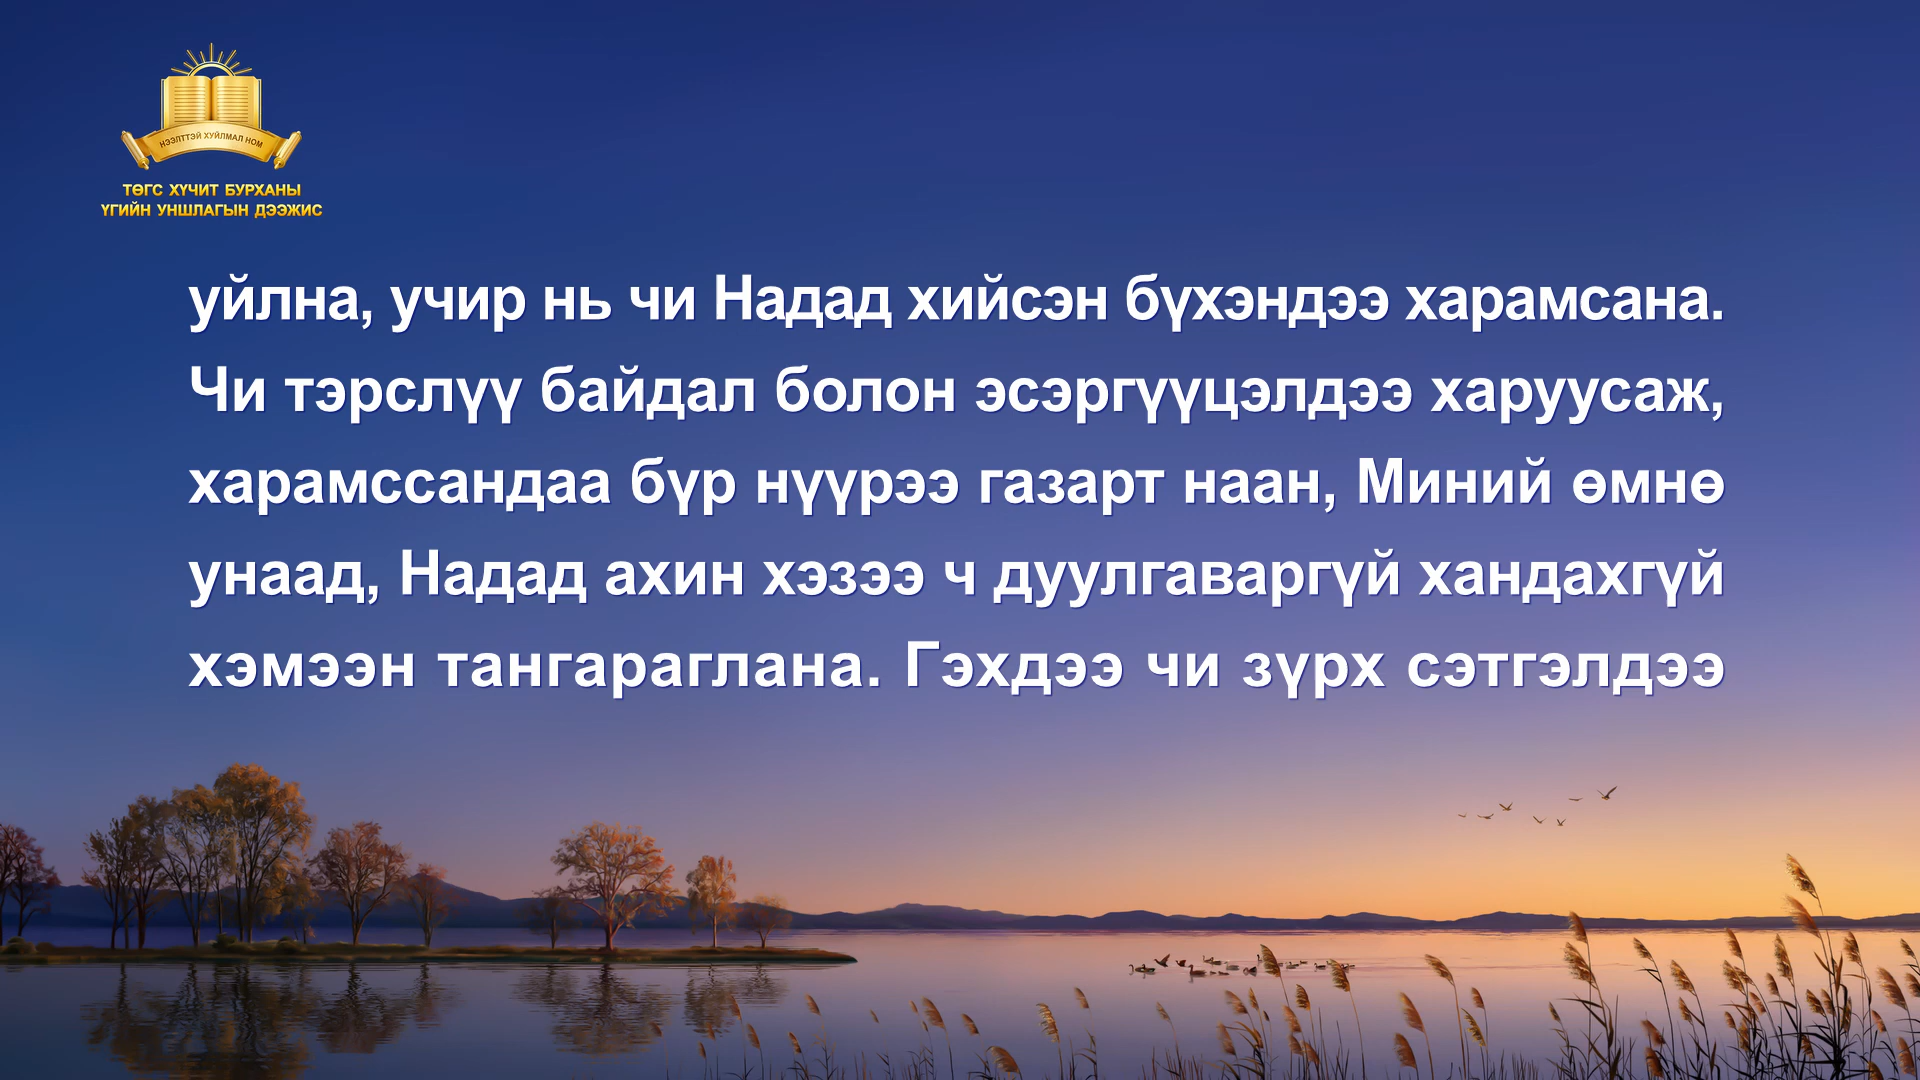 НЭЭЛТТЭЙ ХУЙЛМАЛ НОМ
ТӨГС ХҮЧИТ БУРХАНЫ
ҮГИЙН УНШЛАГЫН ДЭЭЖИС
уйлна, учир нь чи Надад хийсэн бүхэндээ харамсана.
Чи тэрслүү байдал болон эсэргүүцэлдээ харуусаж,
харамссандаа бүр нүүрээ газарт наан, Миний өмнө
унаад, Надад ахин хэзээ ч дуулгаваргүй хандахгүй
хэмээн тангараглана. Гэхдээ чи зүрх сэтгэлдээ